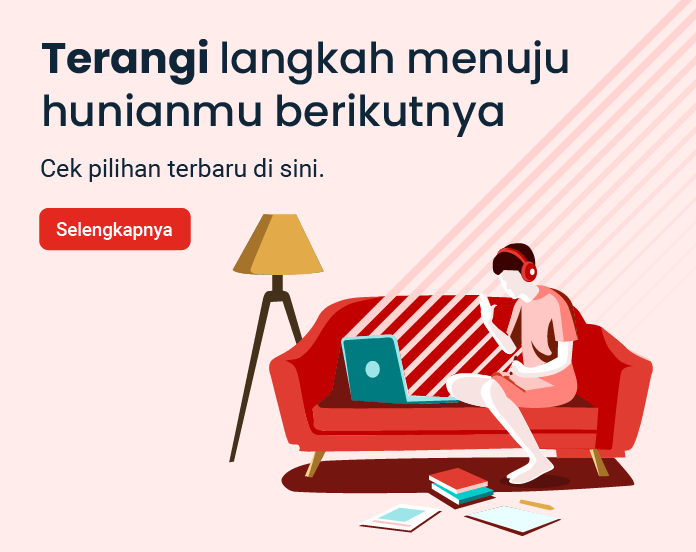 Terangi langkah menuju
hunianmu berikutnya
Cek pilihan terbaru di sini.
Selengkapnya